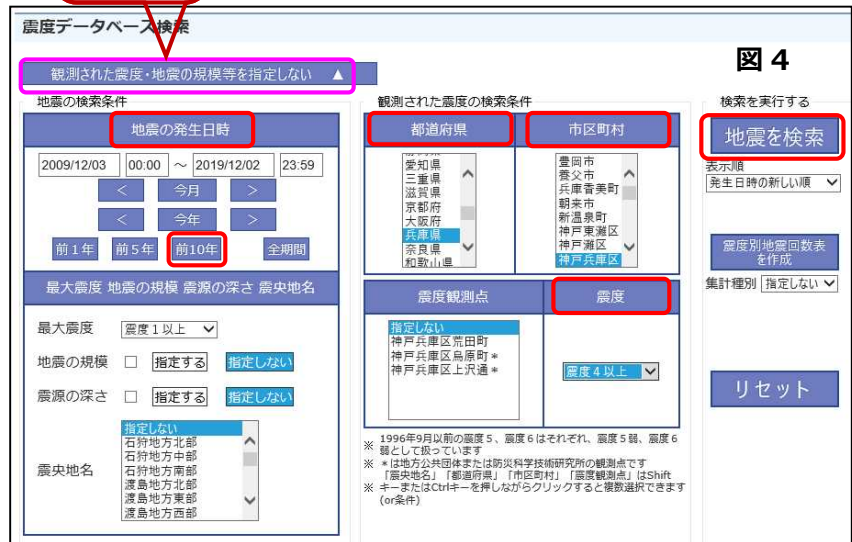 震度データベース検索
観測された震度・地震の規模等を指定しない ▲
図4
地震の検索条件
地震の発生日時
2009/12/03 00:00 ～ 2019/12/02 23:59
< 今月 >
< 今年 >
前1年 前5年 前10年 全期間
最大震度 地震の規模 震源の深さ 震央地名
最大震度 震度1以上
地震の規模 □ 指定する 指定しない
震源の深さ □ 指定する 指定しない
震央地名
指定しない
石狩地方北部
石狩地方中部
石狩地方南部
渡島地方北部
渡島地方東部
渡島地方西部
観測された震度の検索条件
都道府県
愛知県
三重県
滋賀県
京都府
大阪府
兵庫県
奈良県
和歌山県
市区町村
豊岡市
養父市
兵庫香美町
朝来市
新温泉町
神戸東灘区
神戸灘区
神戸兵庫区
震度観測点
指定しない
神戸兵庫区荒田町
神戸兵庫区烏原町＊
神戸兵庫区上沢通＊
震度
震度4以上
※ 1996年9月以前の震度5、震度6はそれぞれ、震度5弱、震度6
弱として扱っています
※ ＊は地方公共団体または防災科学技術研究所の観測点です
「震央地名」「都道府県」「市区町村」「震度観測点」はShift
※ キーまたはCtrlキーを押しながらクリックすると複数選択できます
(or条件)
検索を実行する
地震を検索
表示順
発生日時の新しい順
震度別地震回数表
を作成
集計種別 指定しない
リセット